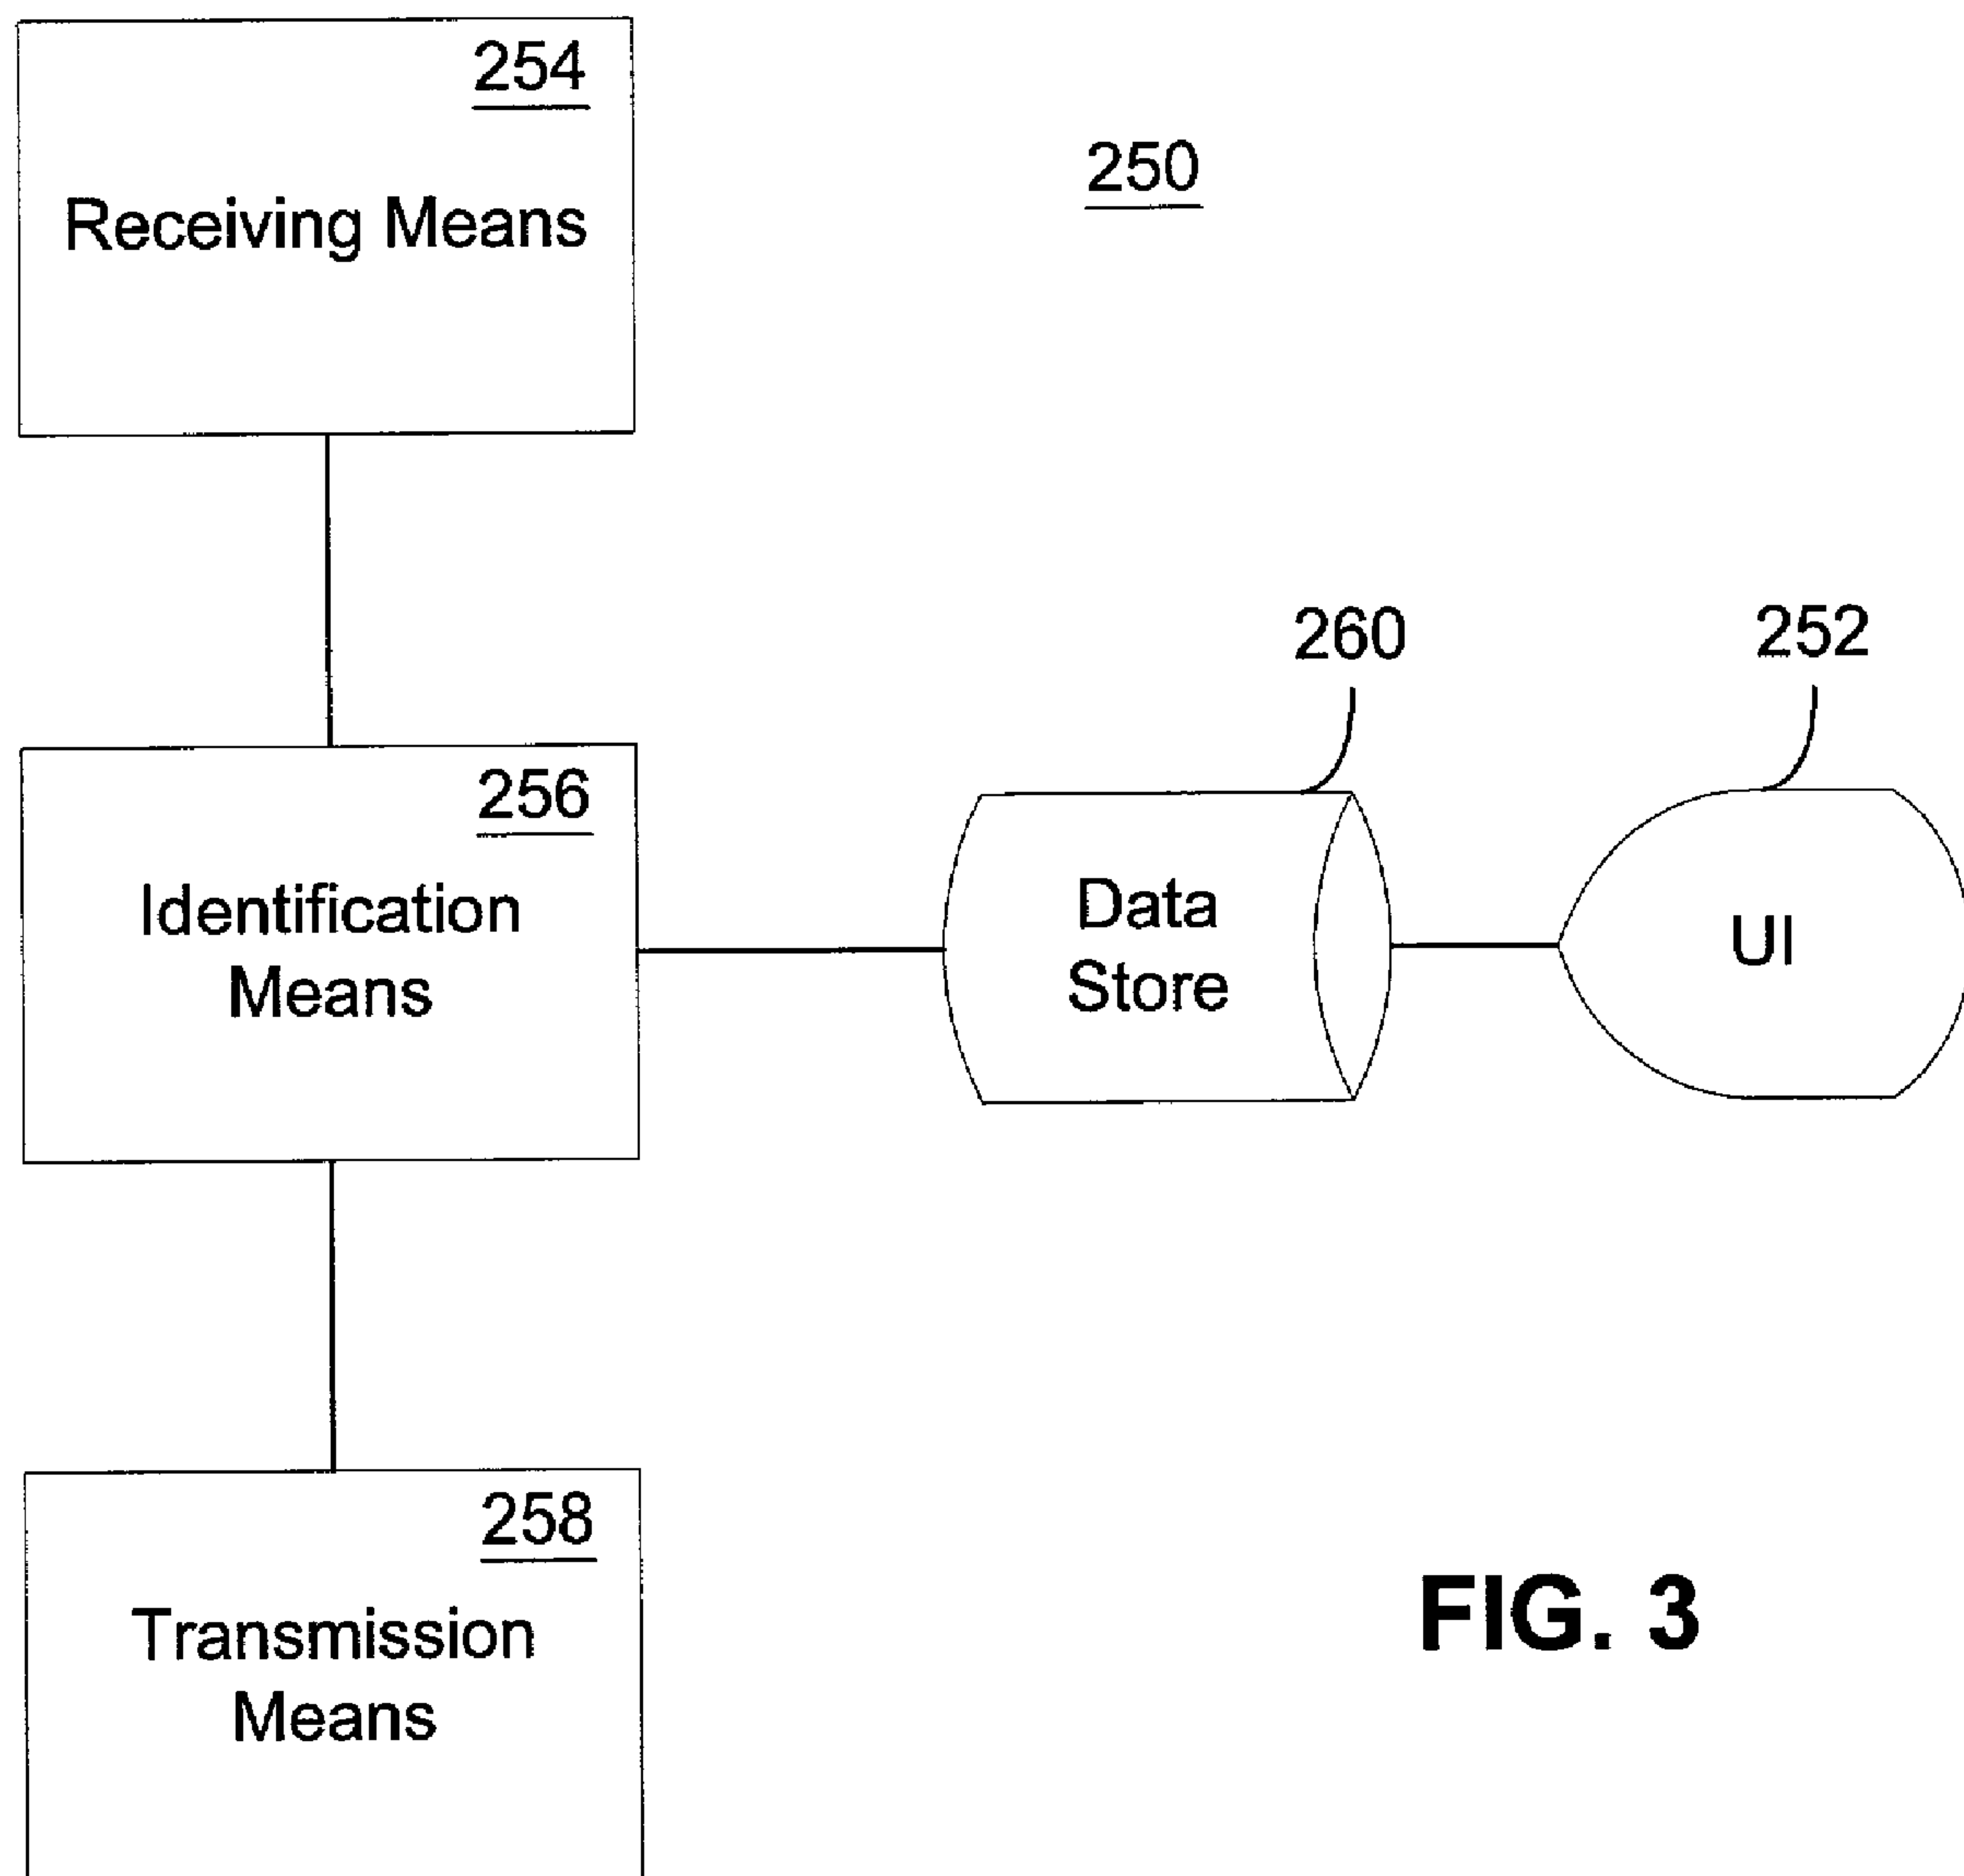 254
Receiving Means
250
260
252
256
Identification
Means
Data
Store
UI
258
Transmission
Means
FIG. 3